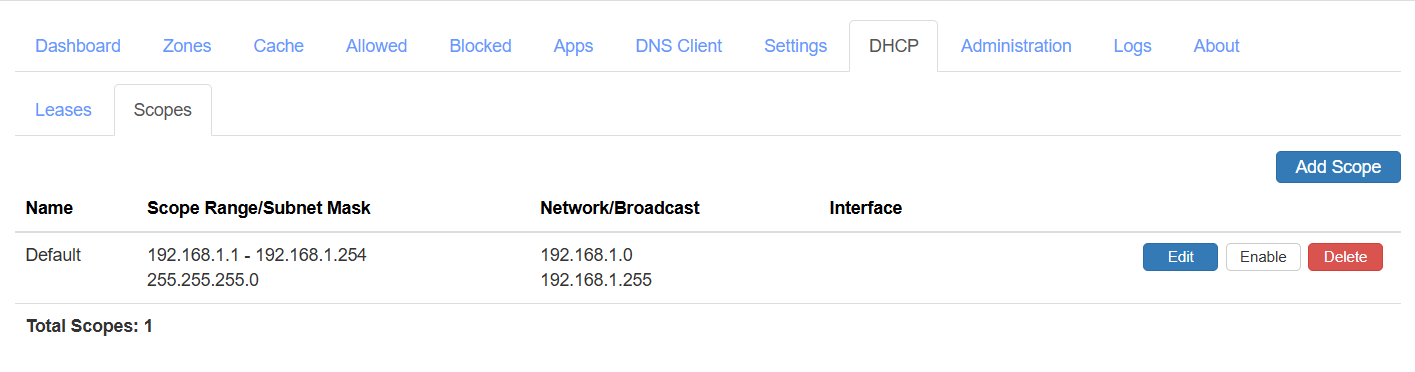 Dashboard Zones Cache Allowed Blocked Apps DNS Client Settings DHCP Administration Logs About
Leases Scopes
Add Scope
Name Scope Range/Subnet Mask Network/Broadcast Interface
Default 192.168.1.1 - 192.168.1.254 192.168.1.0 Edit Enable Delete
255.255.255.0 192.168.1.255
Total Scopes: 1